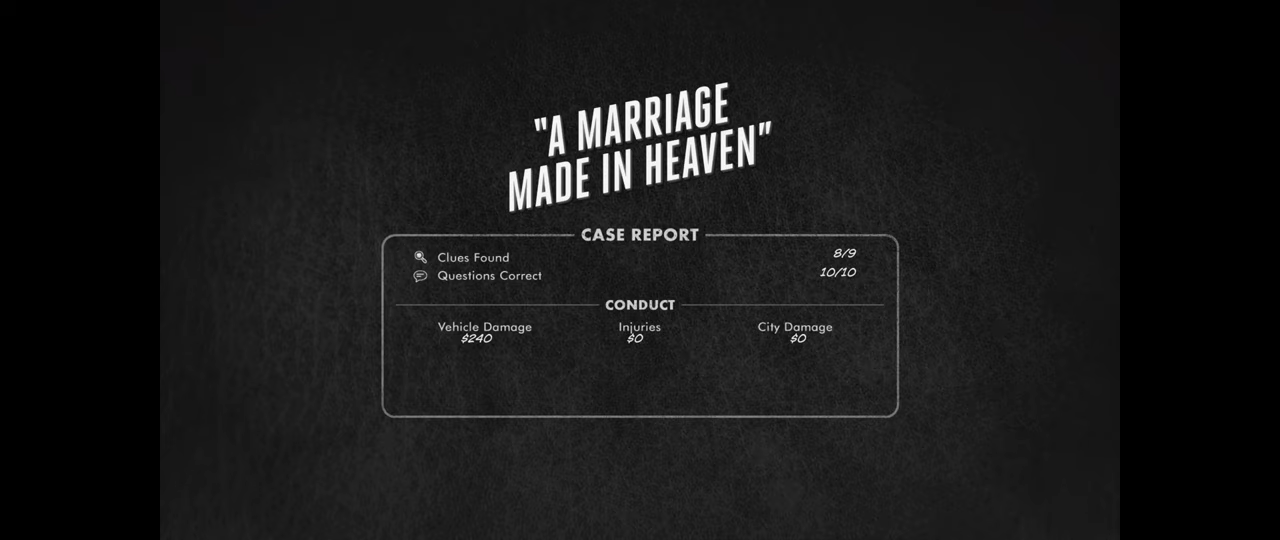 "A MARRIAGE
MADE IN HEAVEN"
CASE REPORT
Clues Found 8/9
Questions Correct 10/10
CONDUCT
Vehicle Damage Injuries City Damage
$240 $0 $0